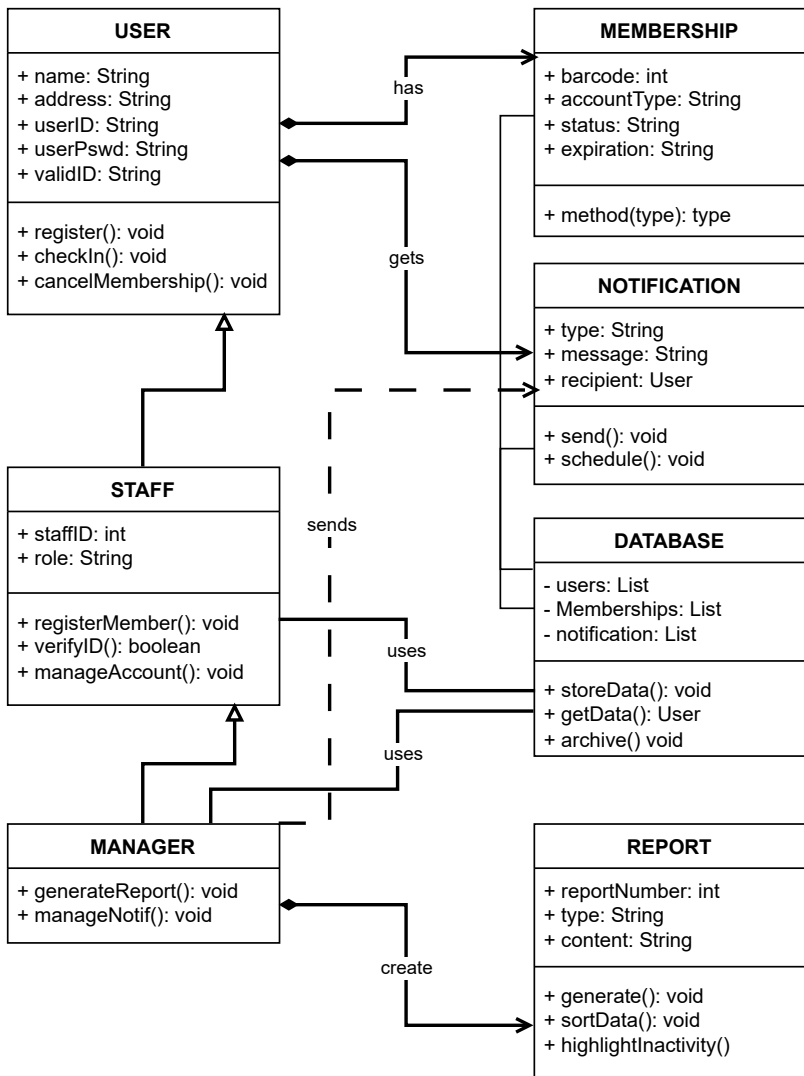 USER
+ name: String
+ address: String
+ userID: String
+ userPswd: String
+ validID: String
+ register(): void
+ checkIn(): void
+ cancelMembership(): void
has
gets
MEMBERSHIP
+ barcode: int
+ accountType: String
+ status: String
+ expiration: String
+ method(type): type
NOTIFICATION
+ type: String
+ message: String
+ recipient: User
+ send(): void
+ schedule(): void
STAFF
+ staffID: int
+ role: String
+ registerMember(): void
+ verifyID(): boolean
+ manageAccount(): void
sends
uses
uses
DATABASE
- users: List
- Memberships: List
- notification: List
+ storeData(): void
+ getData(): User
+ archive() void
MANAGER
+ generateReport(): void
+ manageNotif(): void
create
REPORT
+ reportNumber: int
+ type: String
+ content: String
+ generate(): void
+ sortData(): void
+ highlightInactivity()